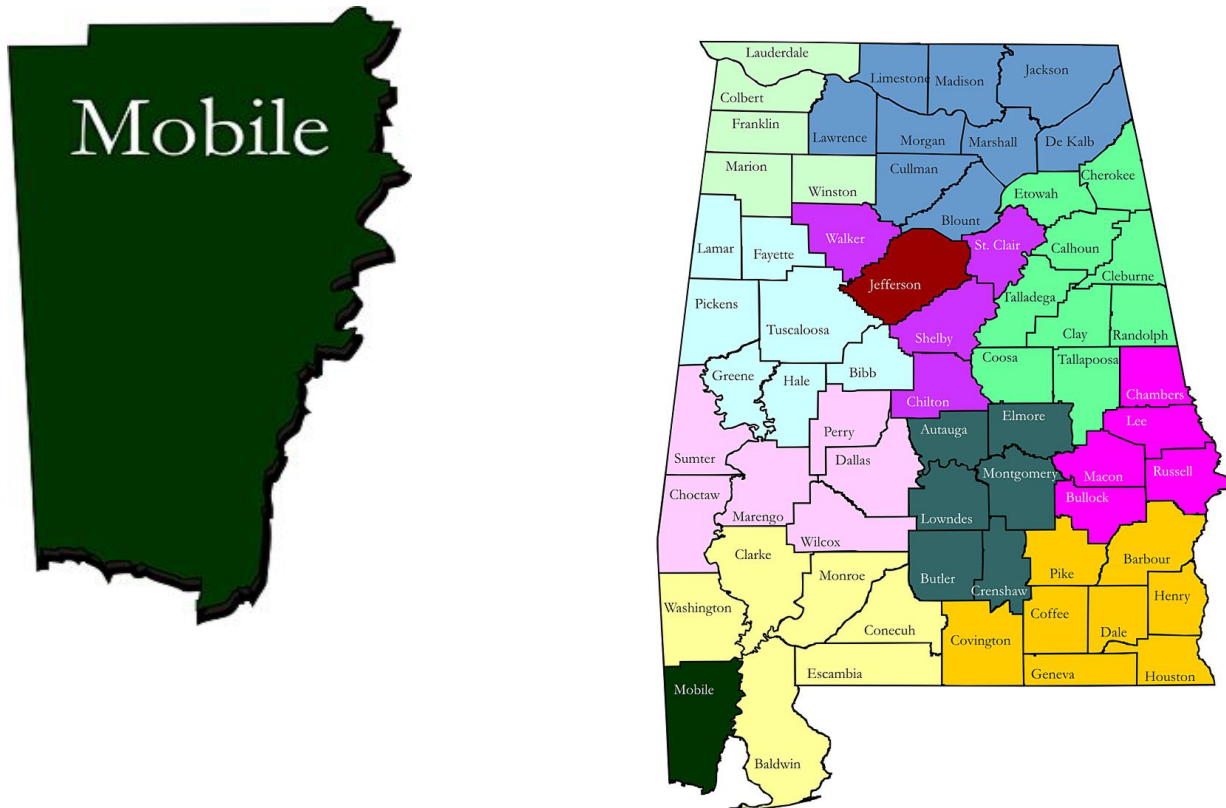 Mobile
Lauderdale
Limestone
Madison
Jackson
Colbert
Franklin
Lawrence
Morgan
Marshall
De Kalb
Marion
Winston
Cullman
Cherokee
Etowah
Blount
Lamar
Fayette
Walker
St. Clair
Calhoun
Cleburne
Jefferson
Talladega
Pickens
Tuscaloosa
Shelby
Clay
Randolph
Greene
Hale
Bibb
Coosa
Tallapoosa
Chambers
Chilton
Sumter
Perry
Autauga
Elmore
Lee
Dallas
Choctaw
Marengo
Montgomery
Macon
Russell
Bullock
Lowndes
Wilcox
Clarke
Monroe
Butler
Crenshaw
Pike
Barbour
Henry
Washington
Conecuh
Covington
Coffee
Dale
Escambia
Geneva
Houston
Mobile
Baldwin